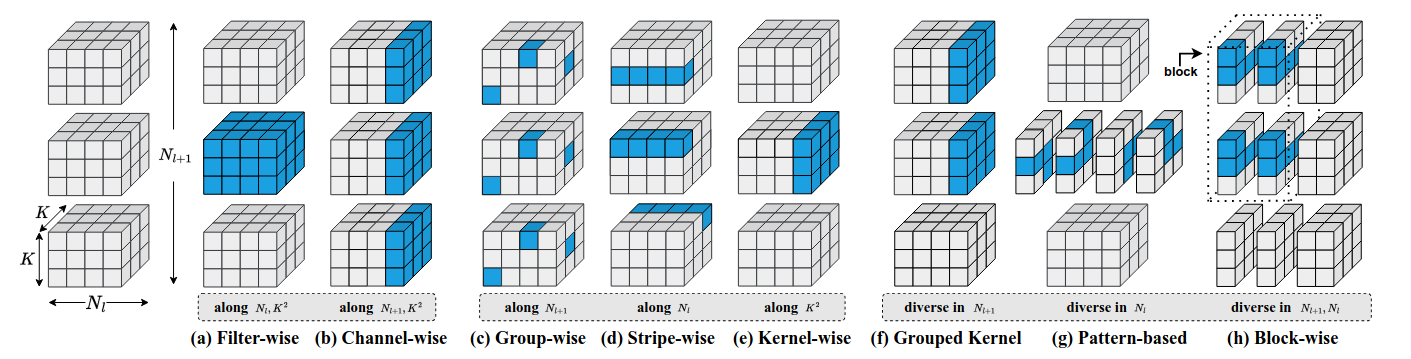 N_{l+1}
K
K
N_l
block
along N_l, K^2
along N_{l+1}, K^2
along N_{l+1}
along N_l
along K^2
diverse in N_{l+1}
diverse in N_l
diverse in N_{l+1}, N_l
(a) Filter-wise
(b) Channel-wise
(c) Group-wise
(d) Stripe-wise
(e) Kernel-wise
(f) Grouped Kernel
(g) Pattern-based
(h) Block-wise